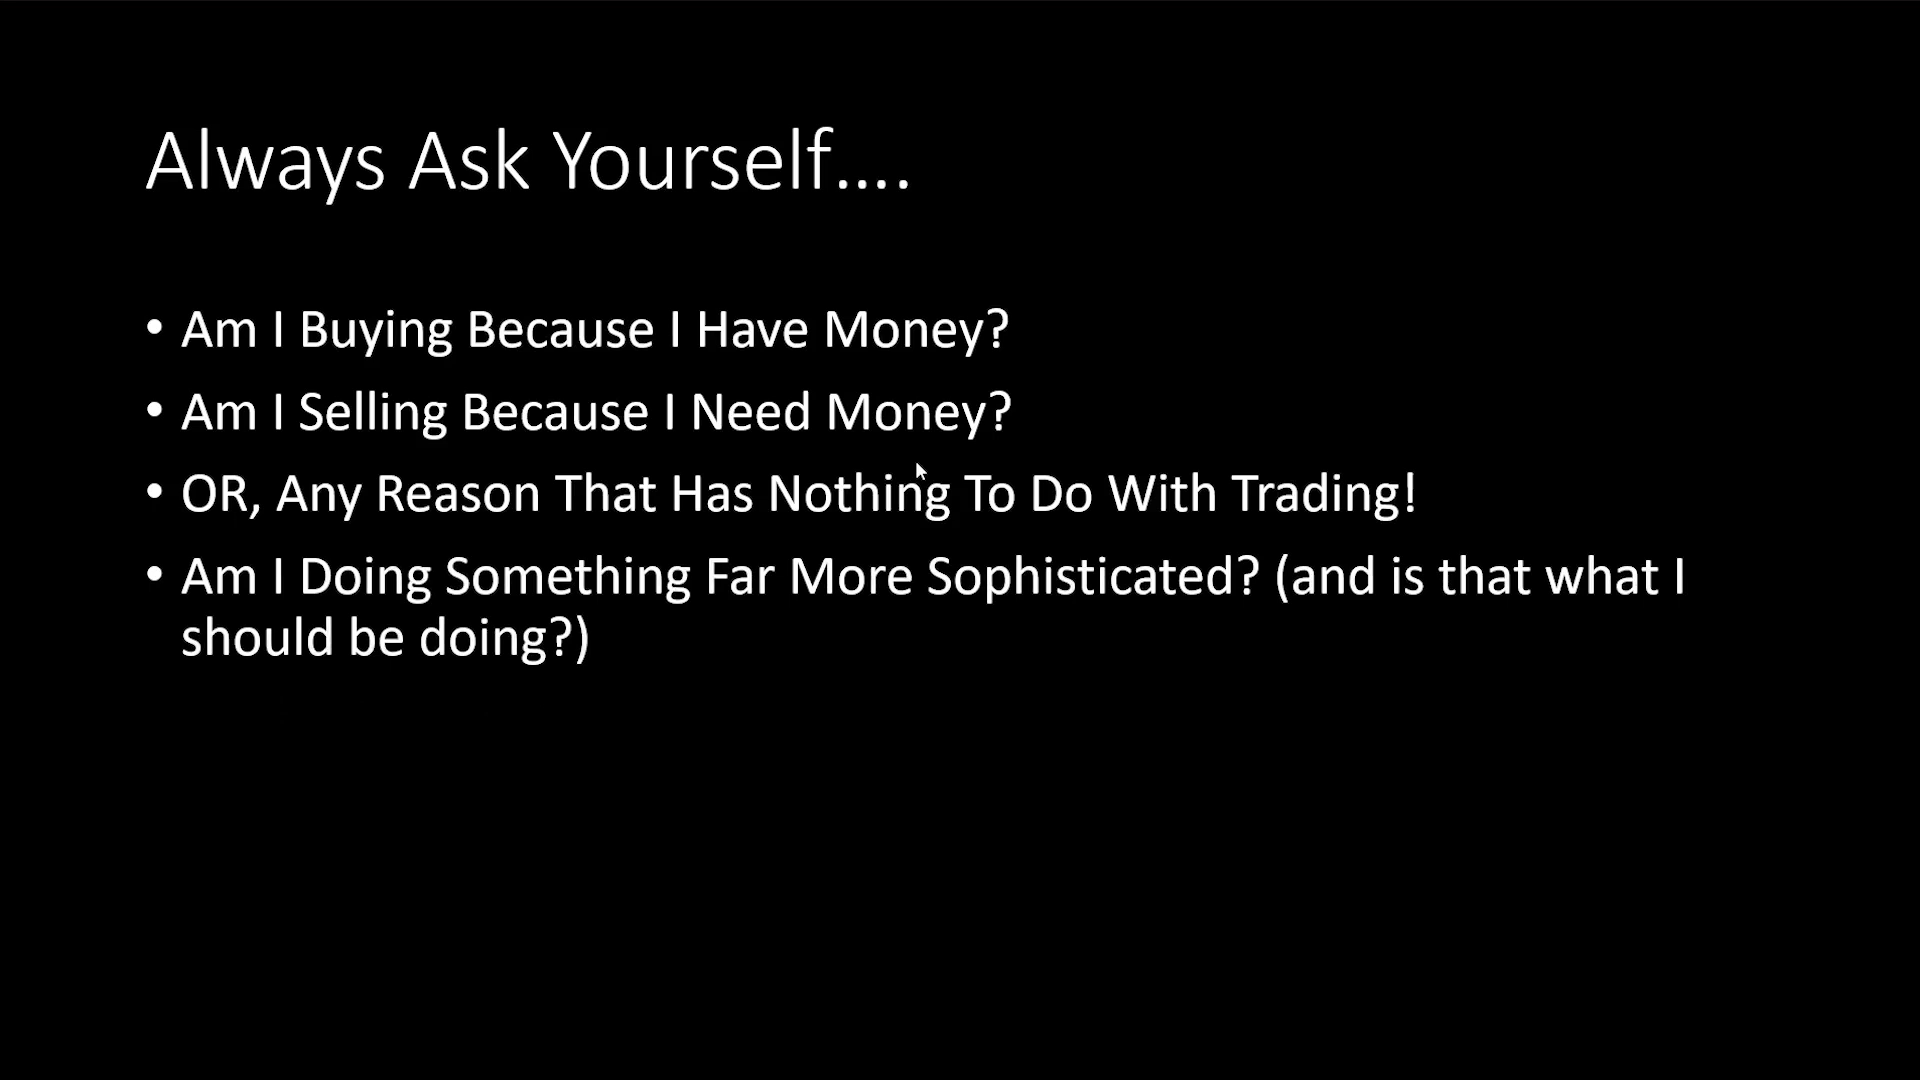 Always Ask Yourself....
• Am I Buying Because I Have Money?
• Am I Selling Because I Need Money?
• OR, Any Reason That Has Nothing To Do With Trading!
• Am I Doing Something Far More Sophisticated? (and is that what I
should be doing?)